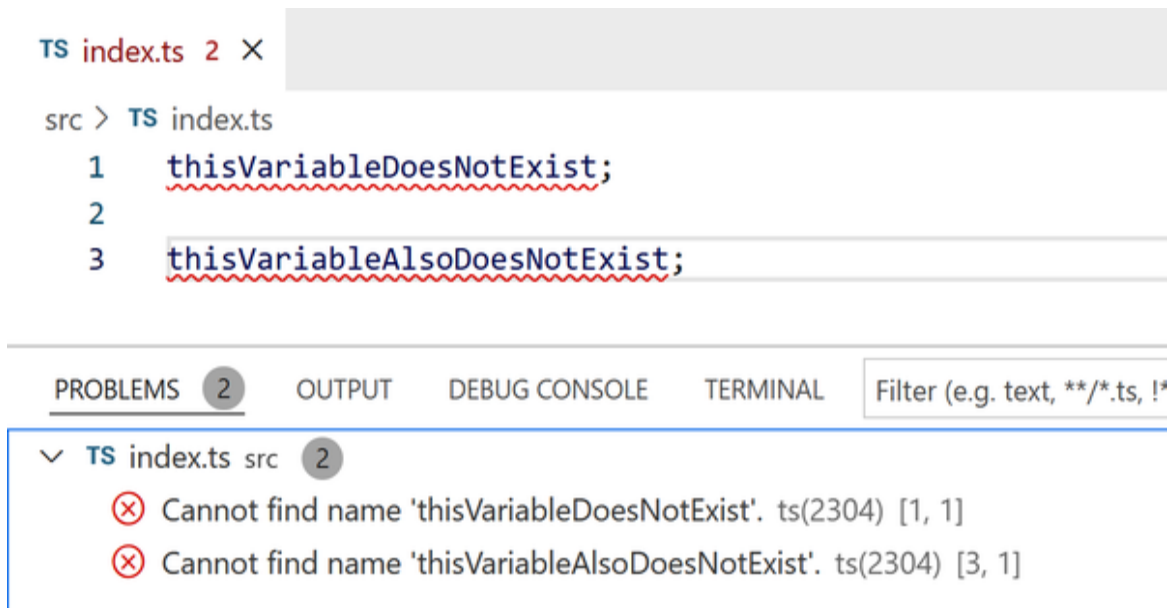 TS index.ts 2 ×
src > TS index.ts
1 thisVariableDoesNotExist;
2
3 thisVariableAlsoDoesNotExist;
PROBLEMS 2 OUTPUT DEBUG CONSOLE TERMINAL Filter (e.g. text, **/*.ts, !*
TS index.ts src 2
Cannot find name 'thisVariableDoesNotExist'. ts(2304) [1, 1]
Cannot find name 'thisVariableAlsoDoesNotExist'. ts(2304) [3, 1]